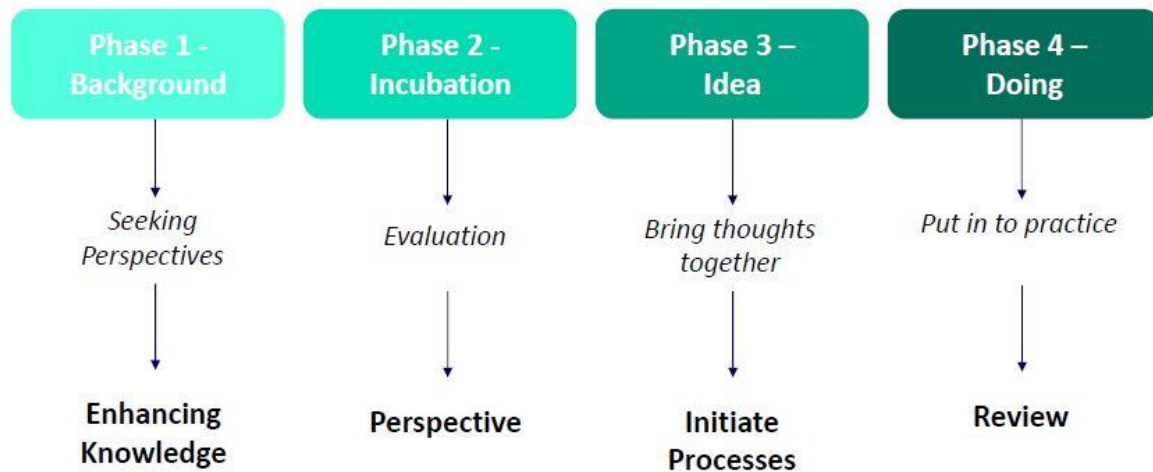 Phase 1 -
Background
Phase 2 -
Incubation
Phase 3 –
Idea
Phase 4 –
Doing
Seeking
Perspectives
Evaluation
Bring thoughts
together
Put in to practice
Enhancing
Knowledge
Perspective
Initiate
Processes
Review